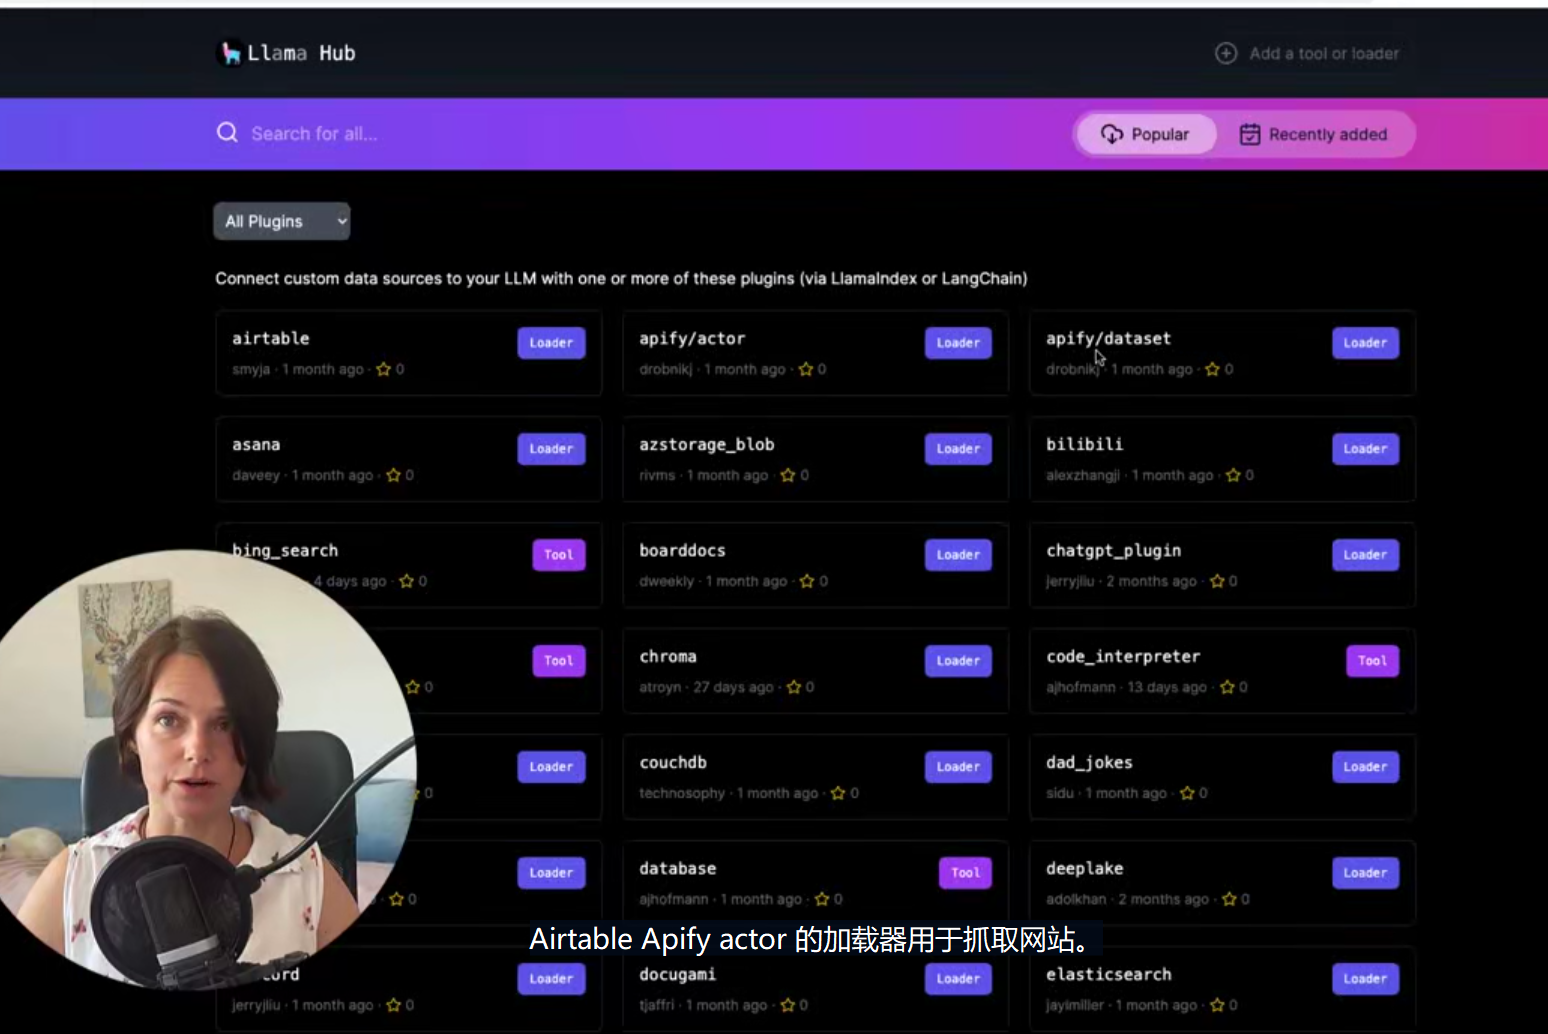 Llama Hub
Add a tool or loader
Search for all...
Popular
Recently added
All Plugins
Connect custom data sources to your LLM with one or more of these plugins (via LlamaIndex or LangChain)
airtable
Loader
smyja · 1 month ago · 0
apify/actor
Loader
drobnikj · 1 month ago · 0
apify/dataset
Loader
drobnikj · 1 month ago · 0
asana
Loader
daveey · 1 month ago · 0
azstorage_blob
Loader
rivms · 1 month ago · 0
bilibili
Loader
alexzhangji · 1 month ago · 0
bing_search
Tool
4 days ago · 0
boarddocs
Loader
dweekly · 1 month ago · 0
chatgpt_plugin
Loader
jerryjliu · 2 months ago · 0
Tool
0
chroma
Loader
atroyn · 27 days ago · 0
code_interpreter
Tool
ajhofmann · 13 days ago · 0
Loader
0
couchdb
Loader
technosophy · 1 month ago · 0
dad_jokes
Loader
sidu · 1 month ago · 0
Loader
0
database
Tool
ajhofmann · 1 month ago · 0
deeplake
Loader
adolkhan · 2 months ago · 0
Airtable Apify actor 的加载器用于抓取网站。
Loader
jerryjliu · 1 month ago · 0
docugami
Loader
tjaffri · 1 month ago · 0
elasticsearch
Loader
jaylmiller · 1 month ago · 0